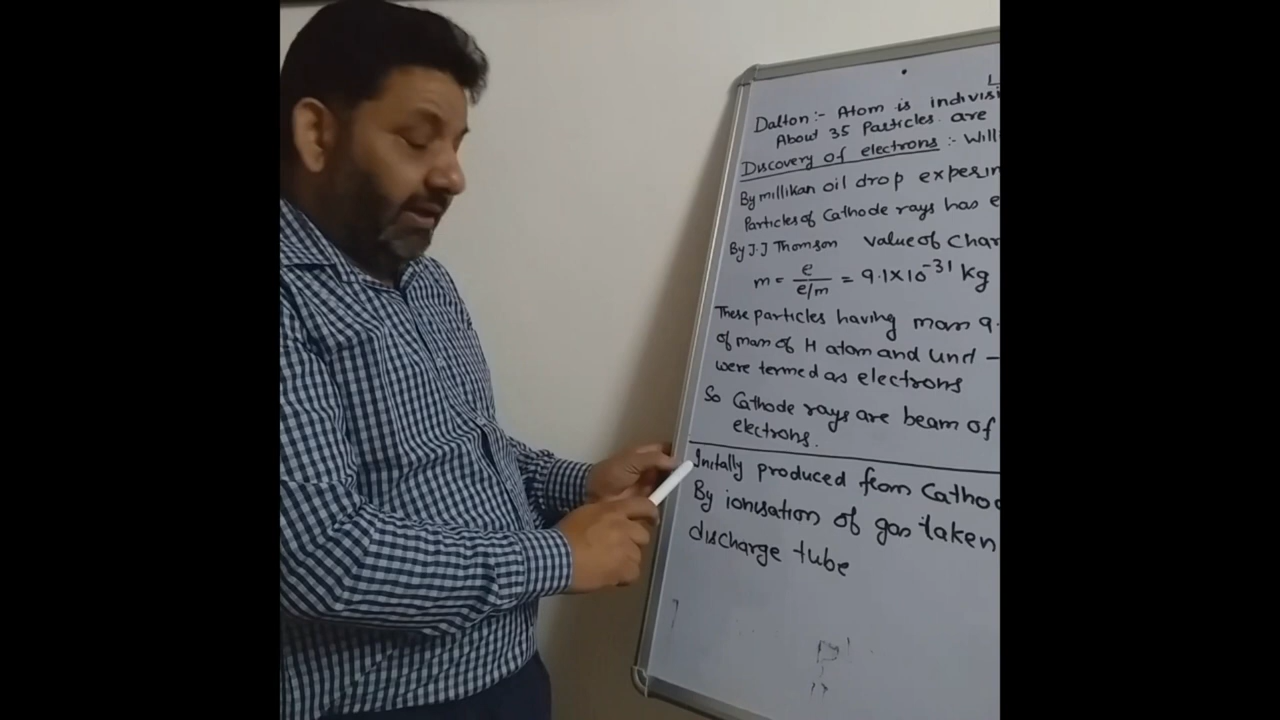 L
Dalton:- Atom is indivisi
About 35 Particles are
Discovery of electrons :- Will
By millikan oil drop experim
Particles of Cathode rays has e
By J.J Thomson value of Char
m = e / e/m = 9.1×10⁻³¹ kg
These particles having mass 9.
of mass of H atom and unit -
were termed as electrons
So Cathode rays are beam of
electrons.
Initally produced from Catho
By ionisation of gas taken
discharge tube